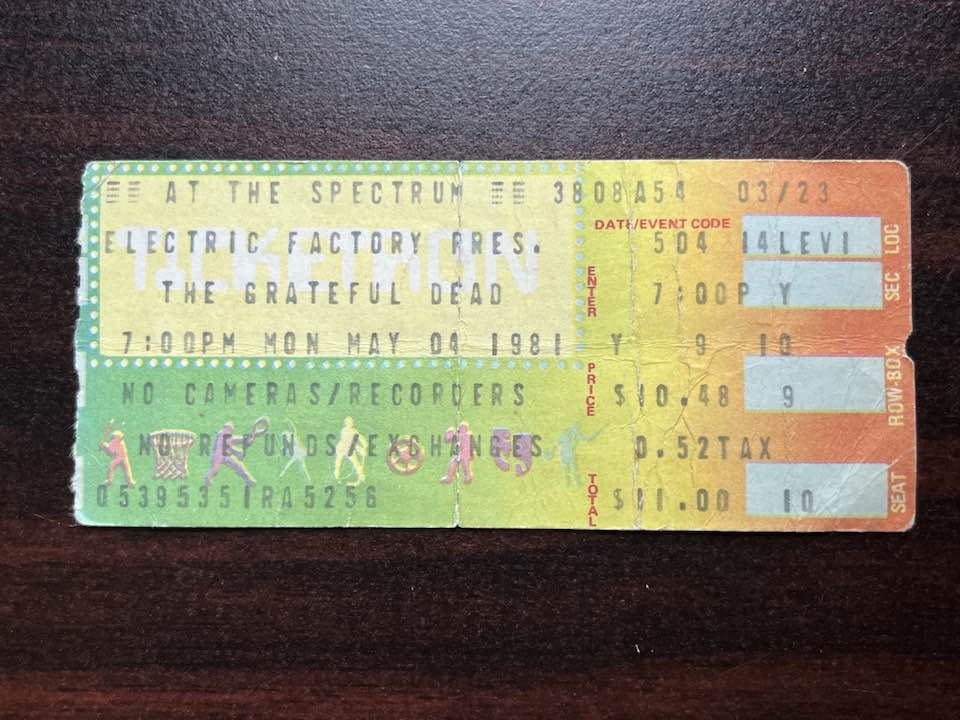 AT THE SPECTRUM 3808A54 03/23
DATE/EVENT CODE
ELECTRIC FACTORY PRES. 504 14LEVI LOC
TICKETRON
THE GRATEFUL DEAD ENTER 7:00P Y SEC
7:00PM MON MAY 04 1981 Y 9 10
NO CAMERAS/RECORDERS PRICE $10.48 9 ROW-BOX
NO REFUNDS/EXCHANGES 0.52TAX
Q5395351RA5256 TOTAL $11.00 10 SEAT